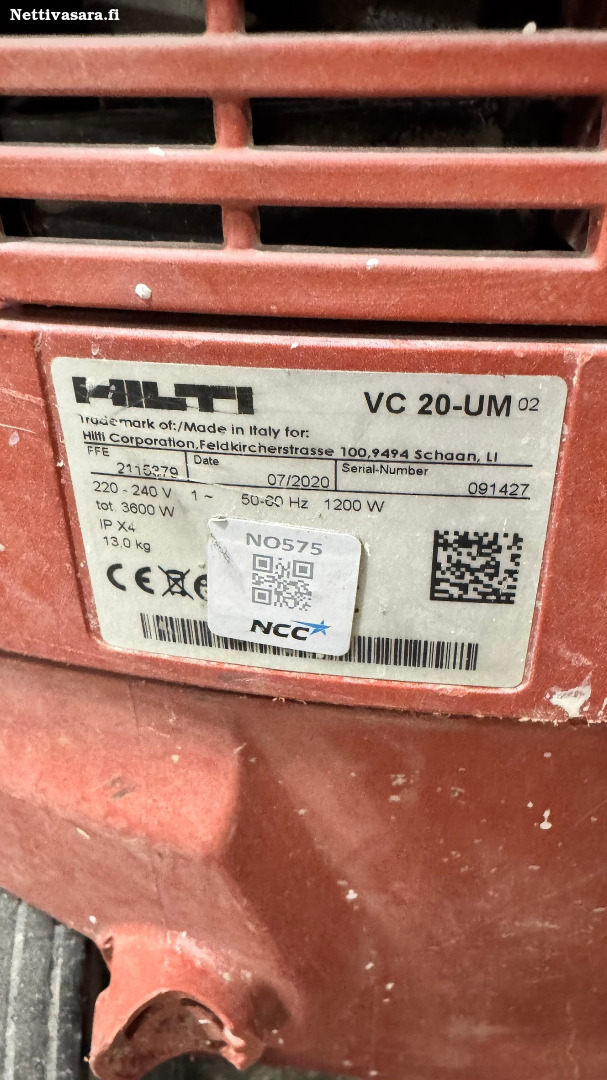 Nettivasara.fi
HILTI
VC 20-UM 02
Trademark of:/Made in Italy for:
Hilti Corporation, Feldkircherstrasse 100, 9494 Schaan, LI
FFE 2115379 Date 07/2020 Serial-Number 091427
220 - 240 V 1 ~ 50-60 Hz 1200 W
tot. 3600 W
IP X4
13.0 kg
NO575
CE
NCC